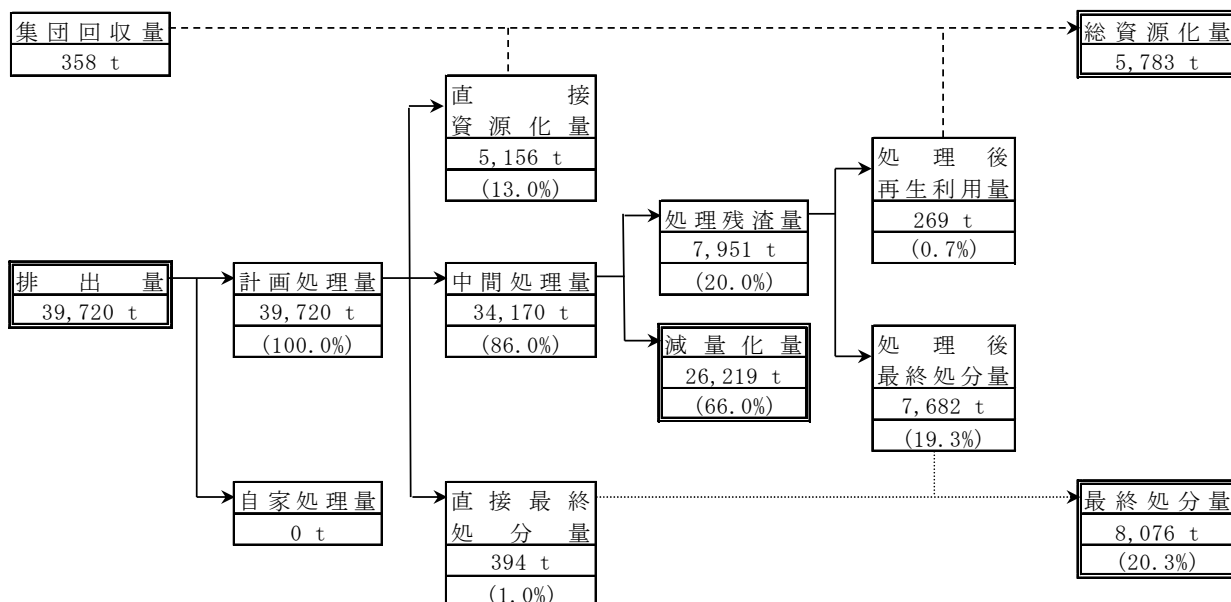 集団回収量
358 t
総資源化量
5,783 t
直接
資源化量
5,156 t
(13.0%)
処理後
再生利用量
269 t
(0.7%)
処理残渣量
7,951 t
(20.0%)
排出量
39,720 t
計画処理量
39,720 t
(100.0%)
中間処理量
34,170 t
(86.0%)
減量化量
26,219 t
(66.0%)
処理後
最終処分量
7,682 t
(19.3%)
自家処理量
0 t
直接最終
処分量
394 t
(1.0%)
最終処分量
8,076 t
(20.3%)